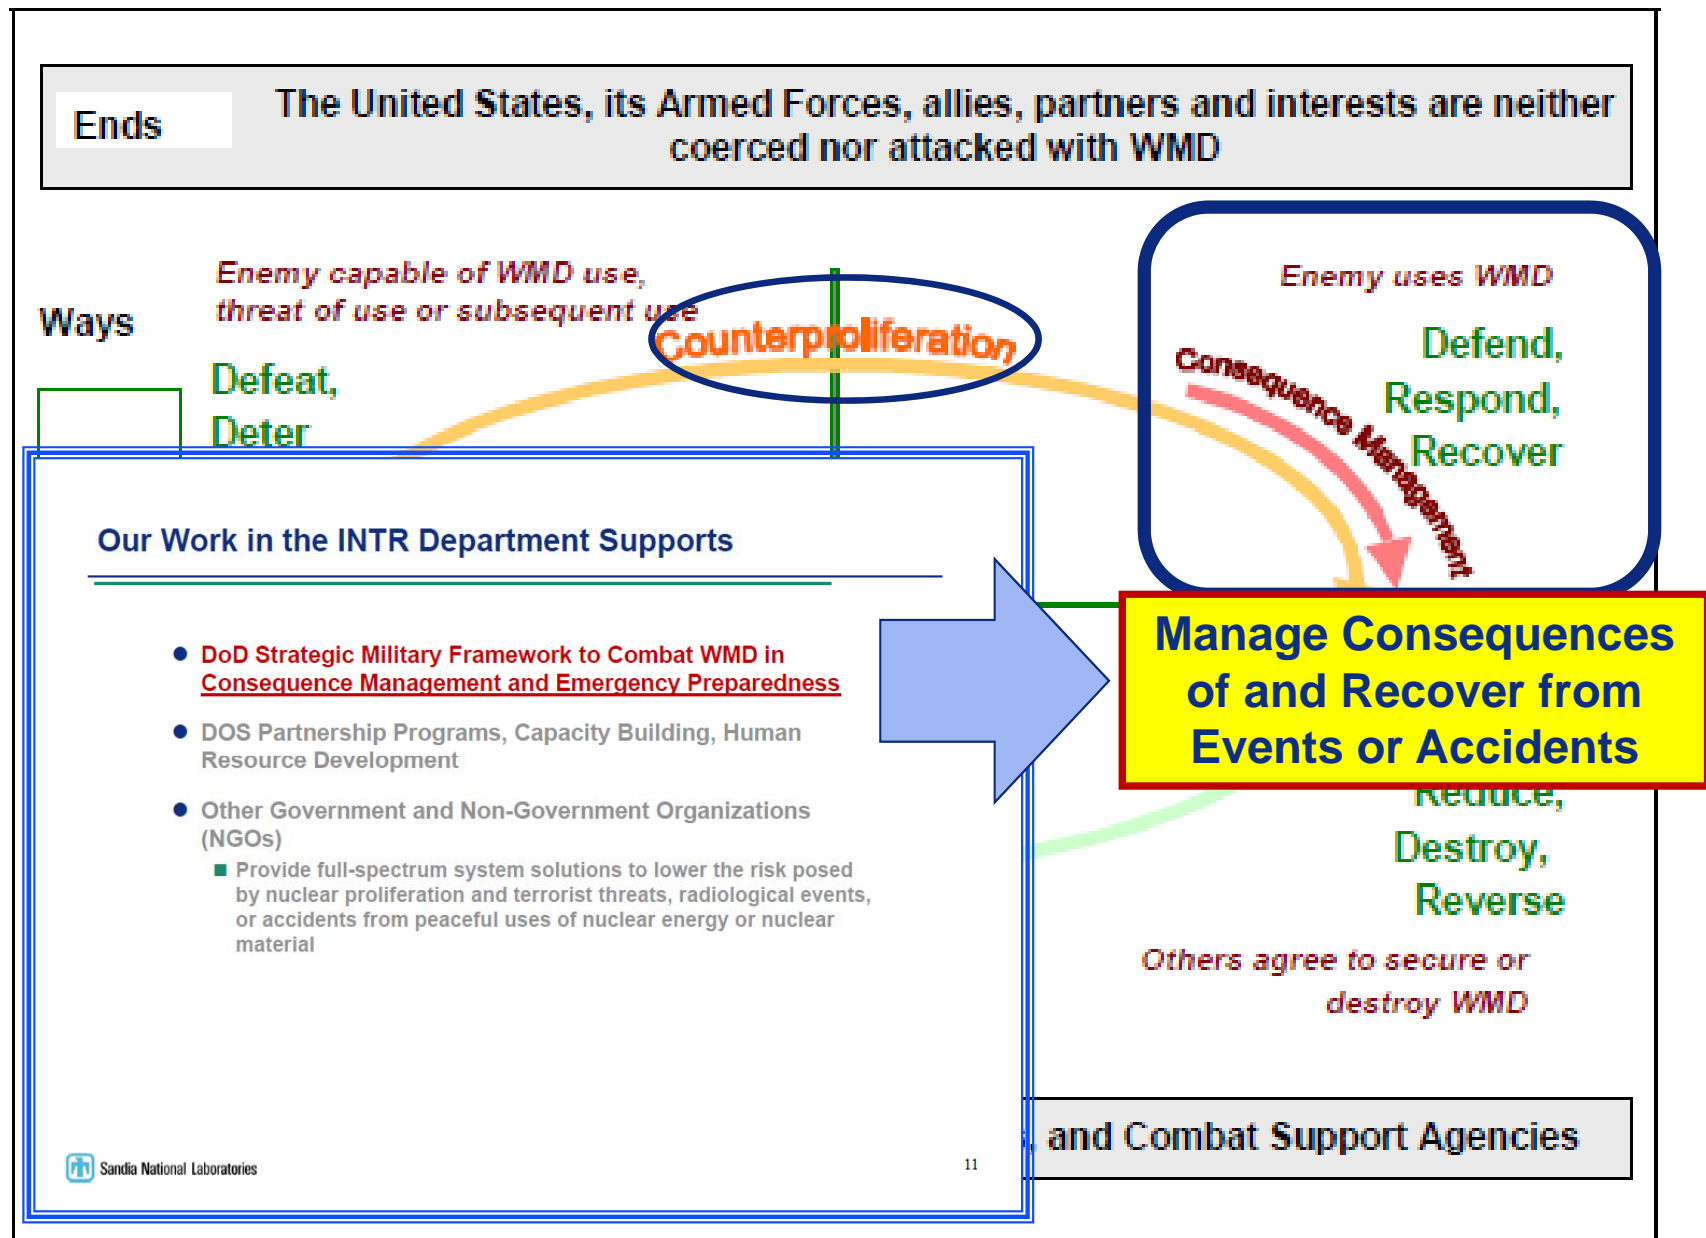 Ends
The United States, its Armed Forces, allies, partners and interests are neither
coerced nor attacked with WMD
Ways
Enemy capable of WMD use,
threat of use or subsequent use
Defeat,
Deter
Counterproliferation
Enemy uses WMD
Defend,
Respond,
Recover
Consequence Management
Our Work in the INTR Department Supports
DoD Strategic Military Framework to Combat WMD in
Consequence Management and Emergency Preparedness
DOS Partnership Programs, Capacity Building, Human
Resource Development
Other Government and Non-Government Organizations
(NGOs)
Provide full-spectrum system solutions to lower the risk posed
by nuclear proliferation and terrorist threats, radiological events,
or accidents from peaceful uses of nuclear energy or nuclear
material
Sandia National Laboratories
11
Manage Consequences
of and Recover from
Events or Accidents
Reduce,
Destroy,
Reverse
Others agree to secure or
destroy WMD
, and Combat Support Agencies